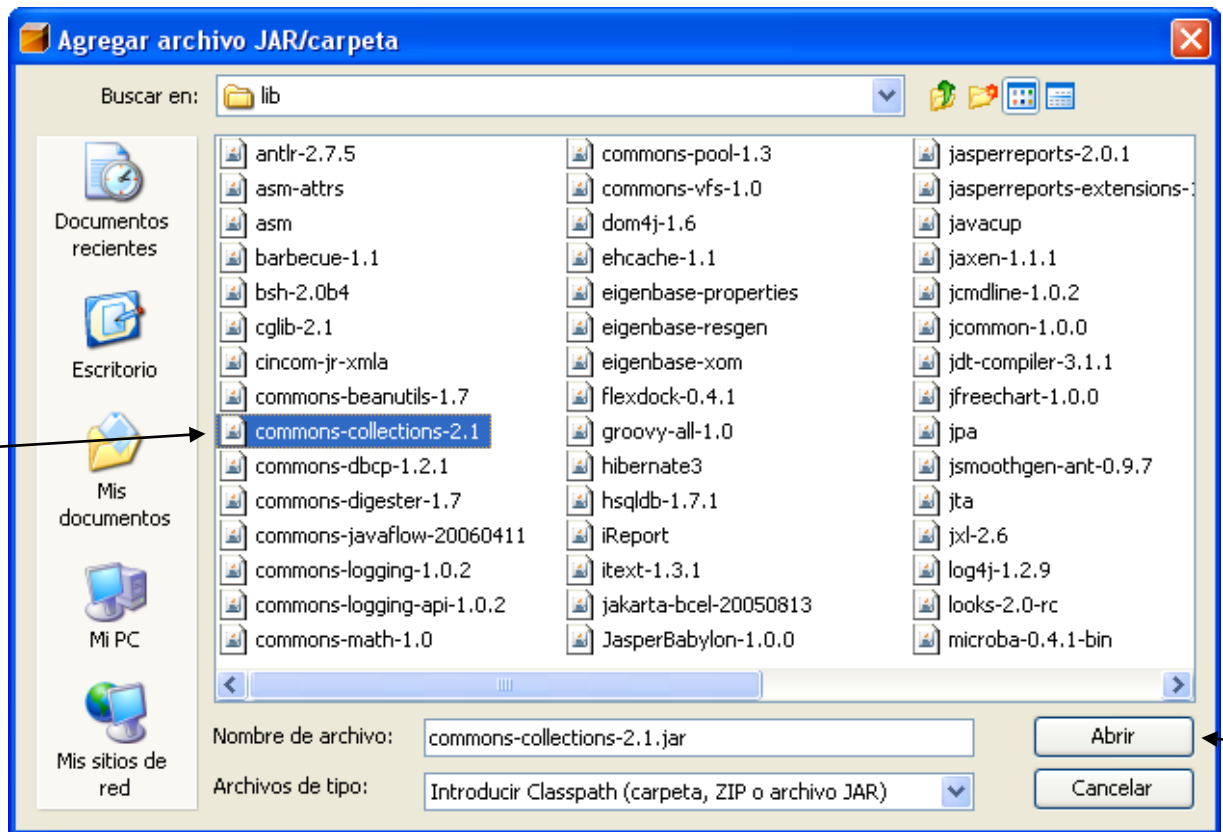 Agregar archivo JAR/carpeta
Buscar en:
lib
Documentos
recientes
Escritorio
Mis
documentos
Mi PC
Mis sitios de
red
antlr-2.7.5
asm-attrs
asm
barbecue-1.1
bsh-2.0b4
cglib-2.1
cincom-jr-xmla
commons-beanutils-1.7
commons-collections-2.1
commons-dbcp-1.2.1
commons-digester-1.7
commons-javaflow-20060411
commons-logging-1.0.2
commons-logging-api-1.0.2
commons-math-1.0
commons-pool-1.3
commons-vfs-1.0
dom4j-1.6
ehcache-1.1
eigenbase-properties
eigenbase-resgen
eigenbase-xom
flexdock-0.4.1
groovy-all-1.0
hibernate3
hsqldb-1.7.1
iReport
itext-1.3.1
jakarta-bcel-20050813
JasperBabylon-1.0.0
jasperreports-2.0.1
jasperreports-extensions-1
javacup
jaxen-1.1.1
jcmdline-1.0.2
jcommon-1.0.0
jdt-compiler-3.1.1
jfreechart-1.0.0
jpa
jsmoothgen-ant-0.9.7
jta
jxl-2.6
log4j-1.2.9
looks-2.0-rc
microba-0.4.1-bin
Nombre de archivo:
commons-collections-2.1.jar
Abrir
Archivos de tipo:
Introducir Classpath (carpeta, ZIP o archivo JAR)
Cancelar